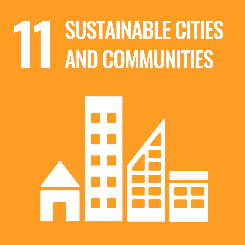 11 SUSTAINABLE CITIES
AND COMMUNITIES